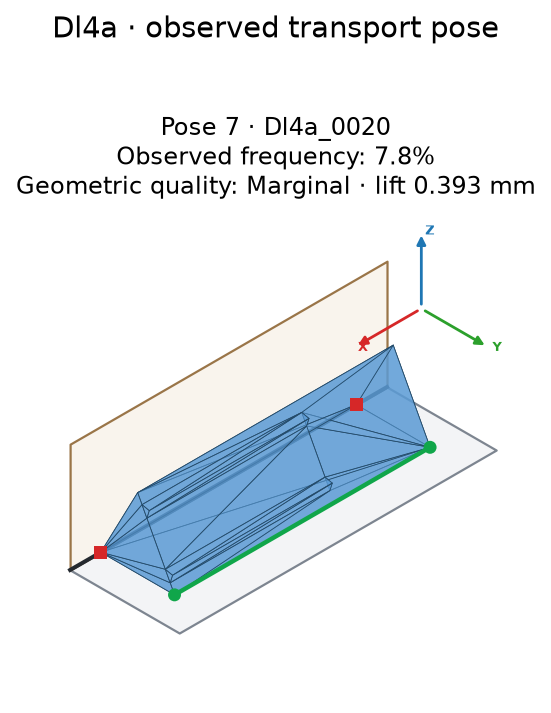 Dl4a · observed transport pose
Pose 7 · Dl4a_0020
Observed frequency: 7.8%
Geometric quality: Marginal · lift 0.393 mm
Z
X
Y